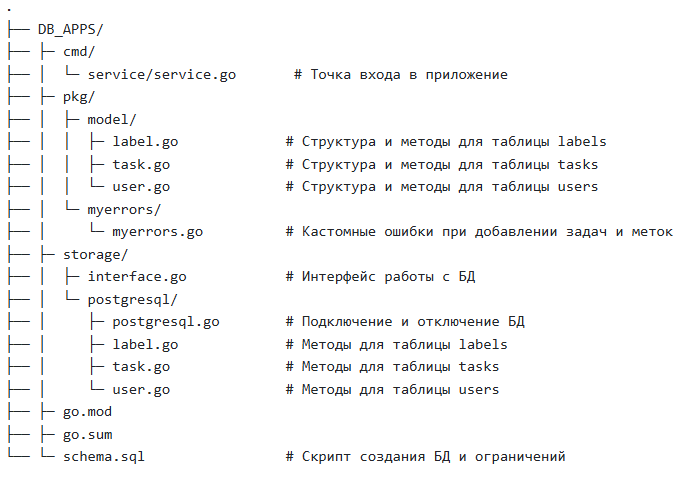 .
├── DB_APPS/
├── ├─ cmd/
├── │  └─ service/service.go       # Точка входа в приложение
├── ├─ pkg/
├── │  ├─ model/
├── │  │  ├─ label.go             # Структура и методы для таблицы labels
├── │  │  ├─ task.go              # Структура и методы для таблицы tasks
├── │  │  └─ user.go              # Структура и методы для таблицы users
├── │  └─ myerrors/
├── │     └─ myerrors.go          # Кастомные ошибки при добавлении задач и меток
├── ├─ storage/
├── │  ├─ interface.go            # Интерфейс работы с БД
├── │  └─ postgresql/
├── │     ├─ postgresql.go        # Подключение и отключение БД
├── │     ├─ label.go             # Методы для таблицы labels
├── │     ├─ task.go              # Методы для таблицы tasks
├── │     └─ user.go              # Методы для таблицы users
├── ├─ go.mod
├── ├─ go.sum
└── └─ schema.sql                 # Скрипт создания БД и ограничений